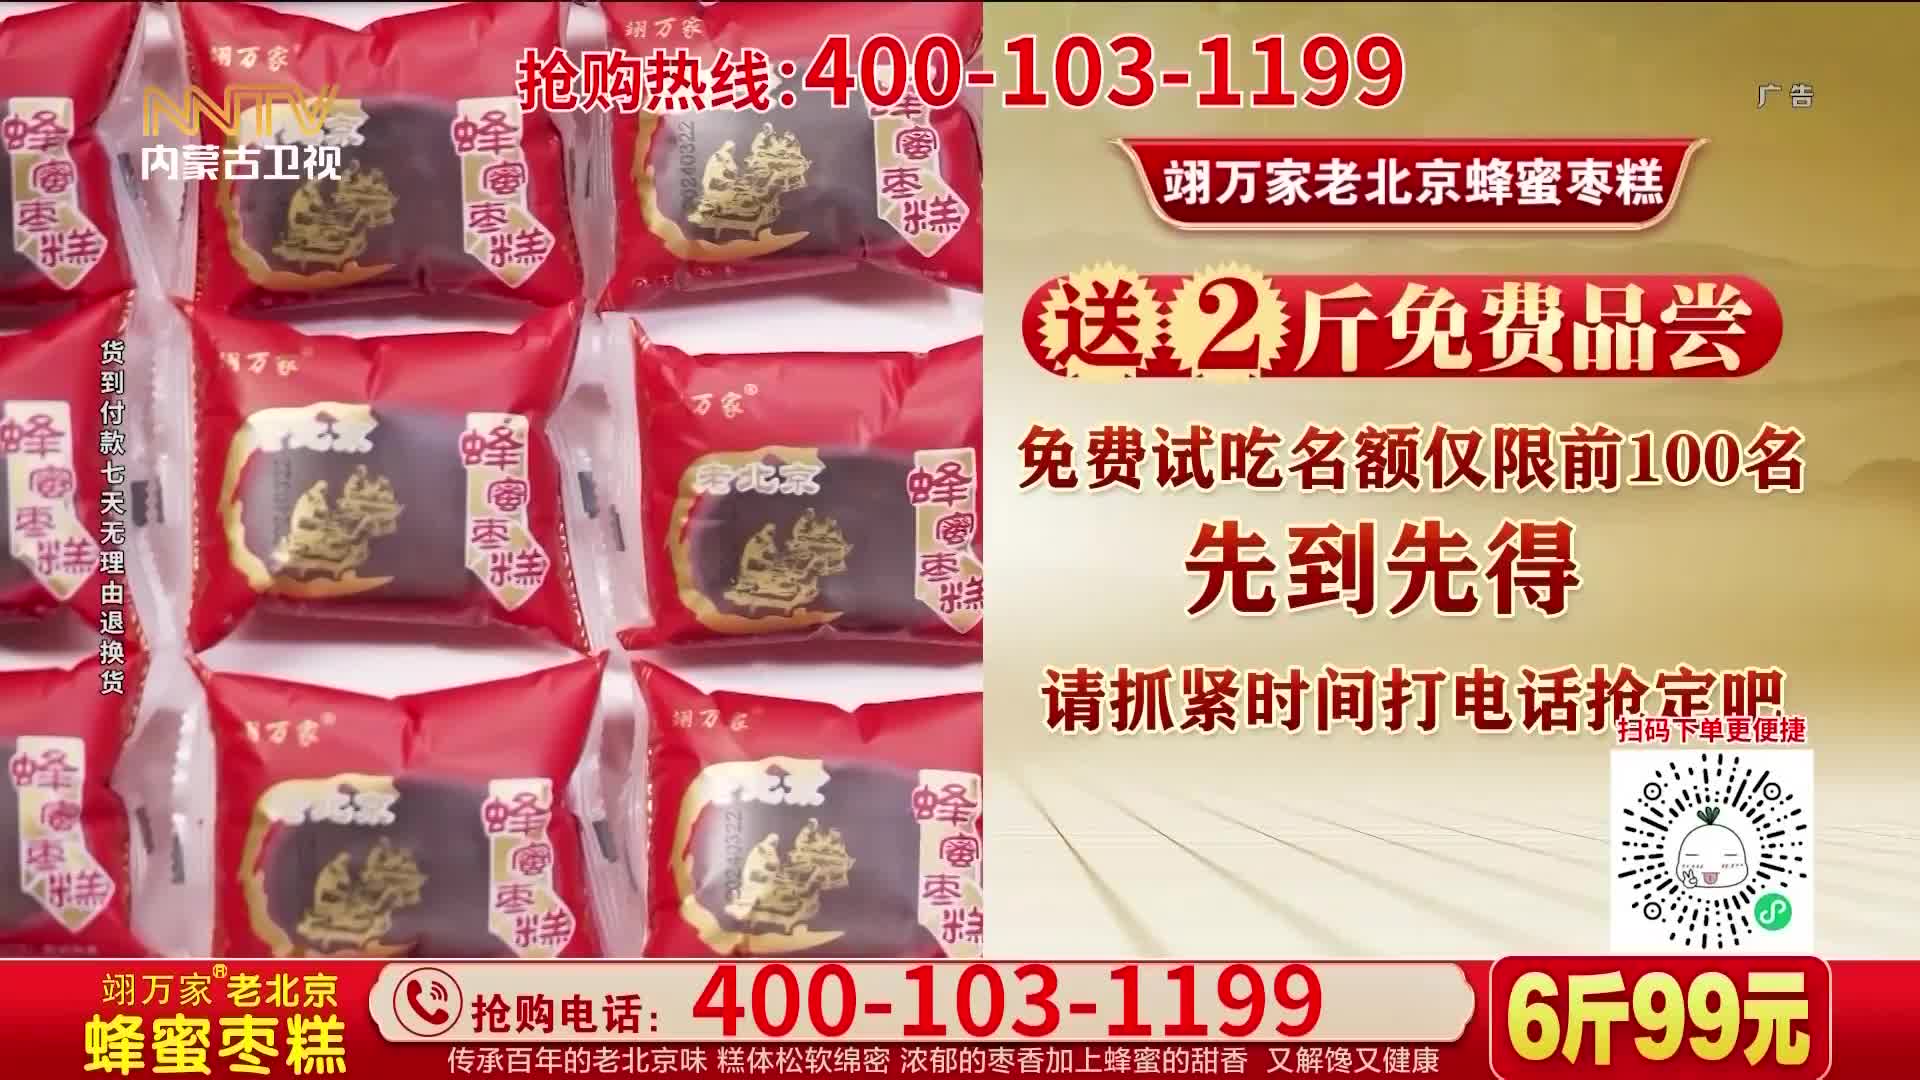 抢购热线:400-103-1199
广告
NNTV
内蒙古卫视
翊万家老北京蜂蜜枣糕
送2斤免费品尝
免费试吃名额仅限前100名
先到先得
请抓紧时间打电话抢定吧
扫码下单更便捷
货到付款七天无理由退换货
翊万家
老北京
蜂蜜枣糕
20240322
翊万家®老北京
蜂蜜枣糕
抢购电话: 400-103-1199
6斤99元
传承百年的老北京味 糕体松软绵密 浓郁的枣香加上蜂蜜的甜香 又解馋又健康